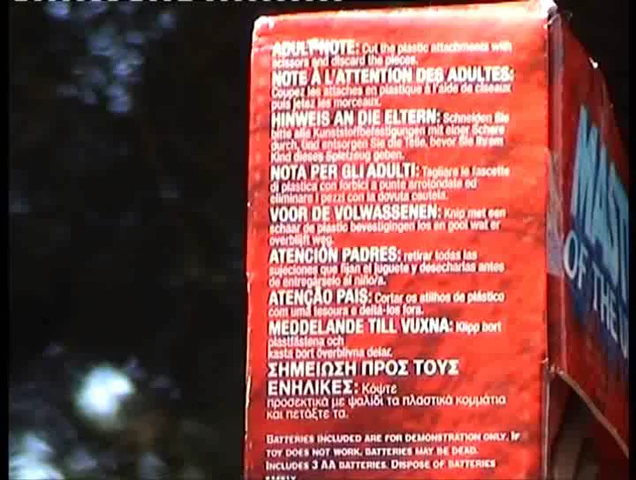 ADULT NOTE: Cut the plastic attachments with
scissors and discard the pieces.
NOTE À L'ATTENTION DES ADULTES:
Coupez les attaches en plastique à l'aide de ciseaux
puis jetez les morceaux.
HINWEIS AN DIE ELTERN: Schneiden Sie
bitte alle Kunststoffbefestigungen mit einer Schere
durch, und entsorgen Sie die Teile, bevor Sie Ihrem
Kind dieses Spielzeug geben.
NOTA PER GLI ADULTI: Tagliare le fascette
di plastica con forbici a punte arrotondate ed
eliminare i pezzi con la dovuta cautela.
VOOR DE VOLWASSENEN: Knip met een
schaar de plastic bevestigingen los en gooi wat er
overblijft weg.
ATENCIÓN PADRES: retirar todas las
sujeciones que fijan el juguete y desecharlas antes
de entregárselo al niño/a.
ATENÇÃO PAIS: Cortar os atilhos de plástico
com uma tesoura e deitá-los fora.
MEDDELANDE TILL VUXNA: Klipp bort
plastfästena och
kasta bort överblivna delar.
ΣΗΜΕΙΩΣΗ ΠΡΟΣ ΤΟΥΣ
ΕΝΗΛΙΚΕΣ: Κόψτε
προσεκτικά με ψαλίδι τα πλαστικά κομμάτια
και πετάξτε τα.
BATTERIES INCLUDED ARE FOR DEMONSTRATION ONLY. IF
TOY DOES NOT WORK, BATTERIES MAY BE DEAD.
INCLUDES 3 AA BATTERIES. DISPOSE OF BATTERIES
MAST
OF THE U